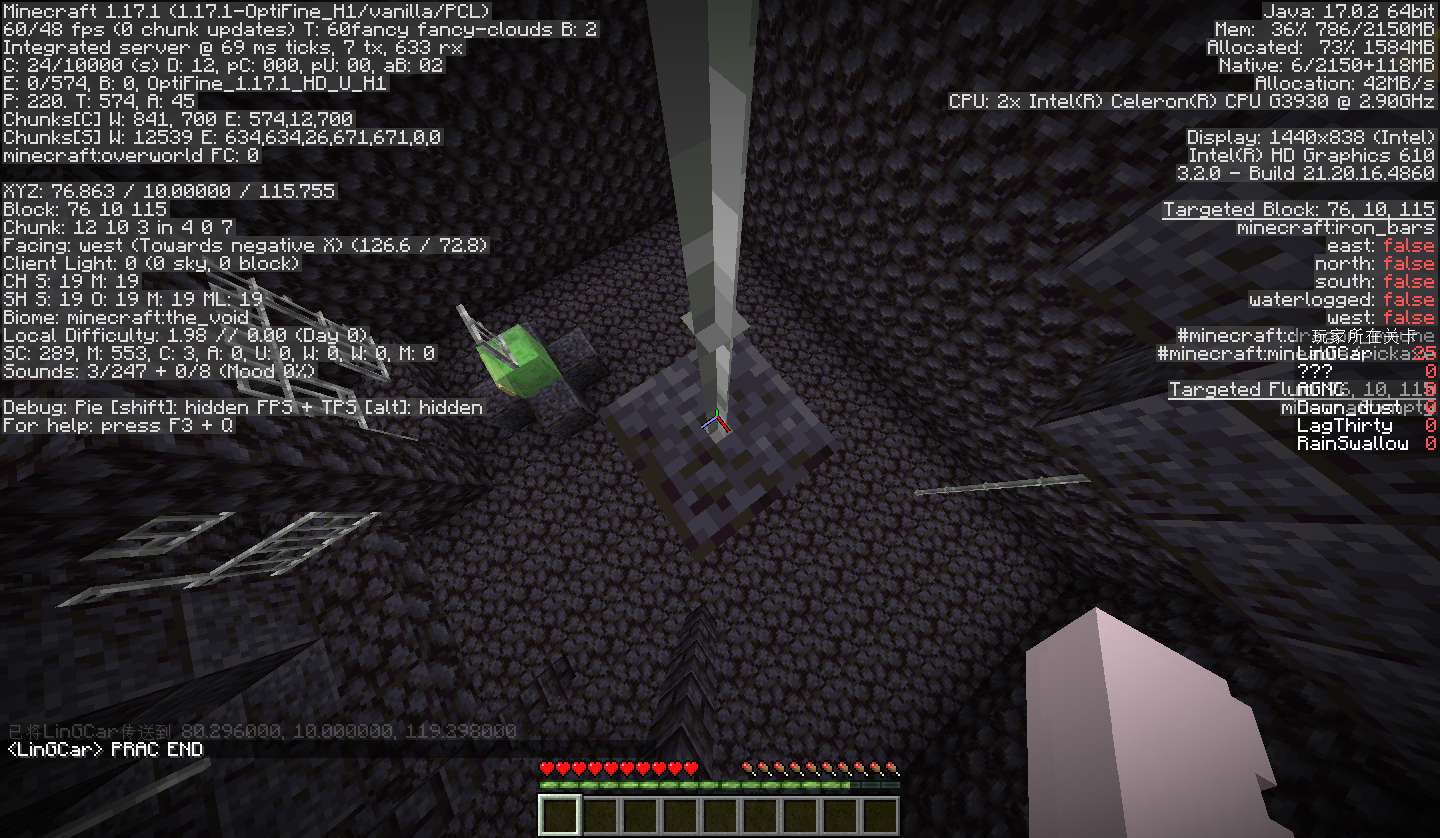 Minecraft 1.17.1 (1.17.1-OptiFine_H1/vanilla/PCL)
60/48 fps (0 chunk updates) T: 60fancy fancy-clouds B: 2
Integrated server @ 69 ms ticks, 7 tx, 633 rx
C: 24/10000 (s) D: 12, pC: 000, pU: 00, aB: 02
E: 0/574, B: 0, OptiFine_1.17.1_HD_U_H1
P: 220. T: 574, A: 45
Chunks[C] W: 841, 700 E: 574,12,700
Chunks[S] W: 12539 E: 634,634,26,671,671,0,0
minecraft:overworld FC: 0
XYZ: 76.863 / 10.00000 / 115.755
Block: 76 10 115
Chunk: 12 10 3 in 4 0 7
Facing: west (Towards negative X) (126.6 / 72.8)
Client Light: 0 (0 sky, 0 block)
CH S: 19 M: 19
SH S: 19 O: 19 M: 19 ML: 19
Biome: minecraft:the_void
Local Difficulty: 1.98 // 0.00 (Day 0)
SC: 289, M: 553, C: 3, A: 0, U: 0, W: 0, W: 0, M: 0
Sounds: 3/247 + 0/8 (Mood 0%)
Debug: Pie [shift]: hidden FPS + TPS [alt]: hidden
For help: press F3 + Q
Java: 17.0.2 64bit
Mem: 36% 786/2150MB
Allocated: 73% 1584MB
Native: 6/2150+118MB
Allocation: 42MB/s
CPU: 2x Intel(R) Celeron(R) CPU G3930 @ 2.90GHz
Display: 1440x838 (Intel)
Intel(R) HD Graphics 610
3.2.0 - Build 21.20.16.4860
Targeted Block: 76, 10, 115
minecraft:iron_bars
east: false
north: false
south: false
waterlogged: false
west: false
玩家所在关卡
LinGCar 25
??? 0
Targeted
Dawn_dust 0
LagThirty 0
RainSwallow 0
已将LinGCar传送到 80.296000, 10.000000, 119.298000
<LinGCar> PRAC END